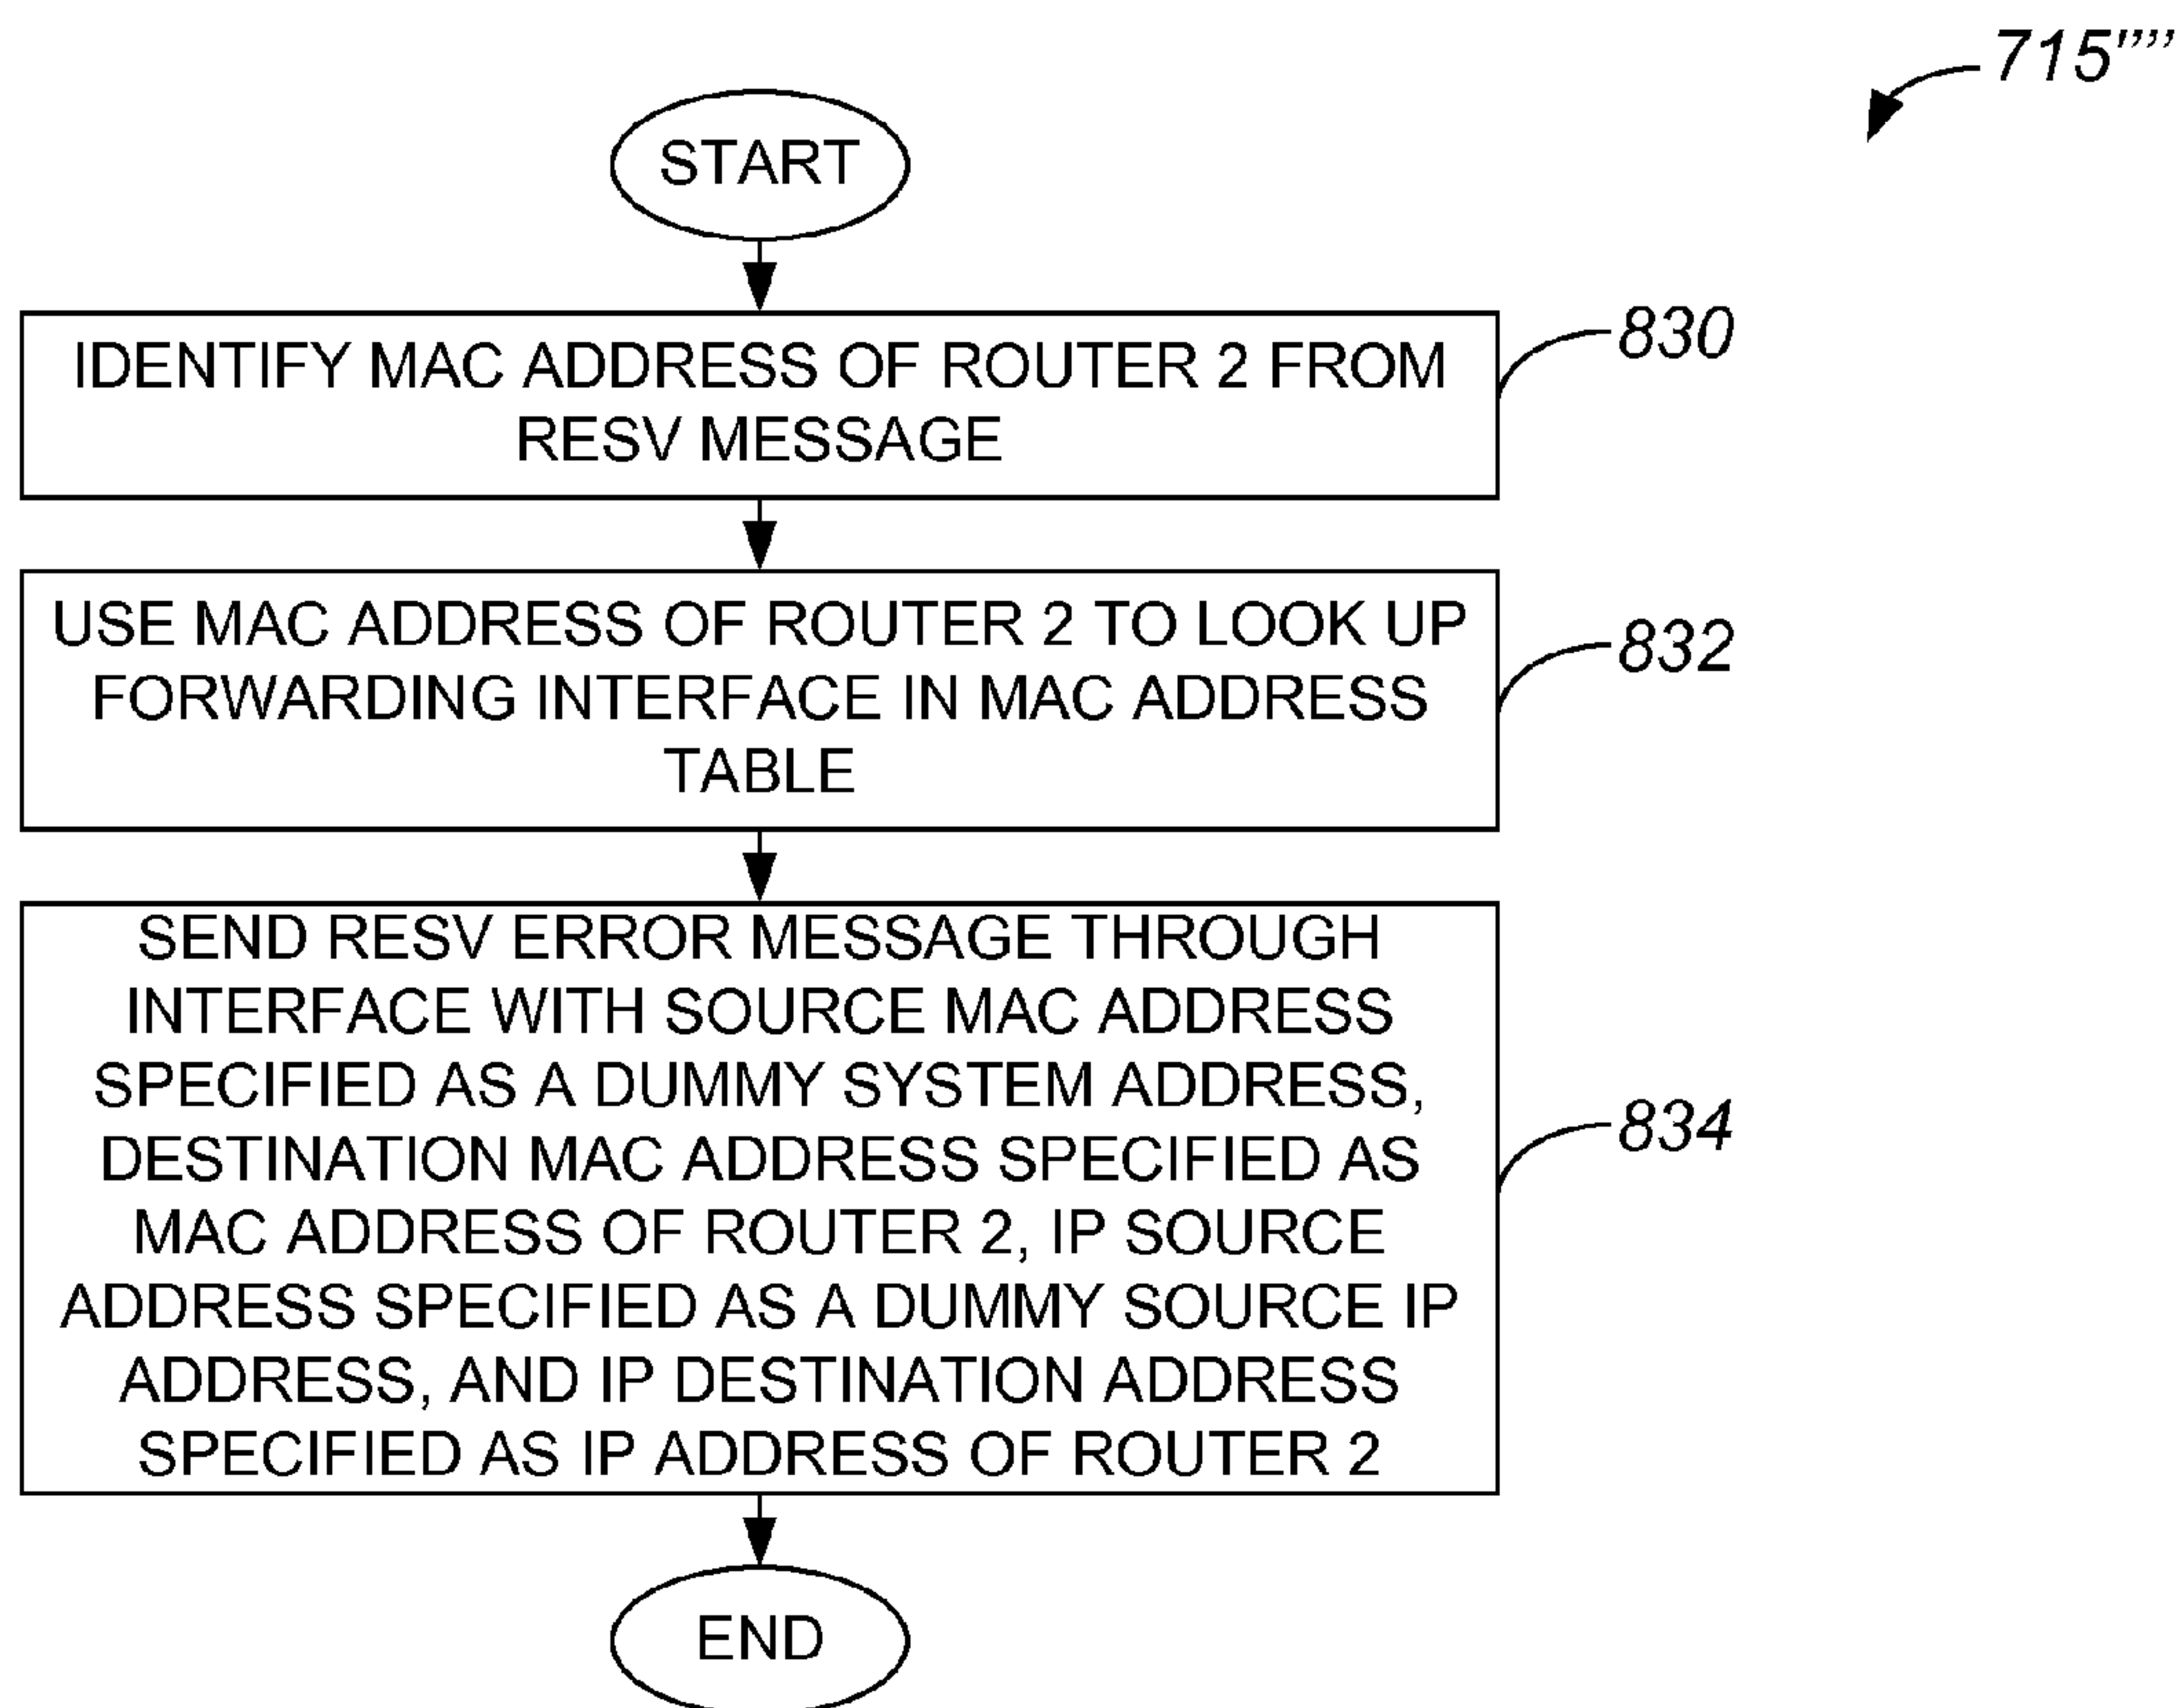 715'''''
START
IDENTIFY MAC ADDRESS OF ROUTER 2 FROM
RESV MESSAGE
830
USE MAC ADDRESS OF ROUTER 2 TO LOOK UP
FORWARDING INTERFACE IN MAC ADDRESS
TABLE
832
SEND RESV ERROR MESSAGE THROUGH
INTERFACE WITH SOURCE MAC ADDRESS
SPECIFIED AS A DUMMY SYSTEM ADDRESS,
DESTINATION MAC ADDRESS SPECIFIED AS
MAC ADDRESS OF ROUTER 2, IP SOURCE
ADDRESS SPECIFIED AS A DUMMY SOURCE IP
ADDRESS, AND IP DESTINATION ADDRESS
SPECIFIED AS IP ADDRESS OF ROUTER 2
834
END